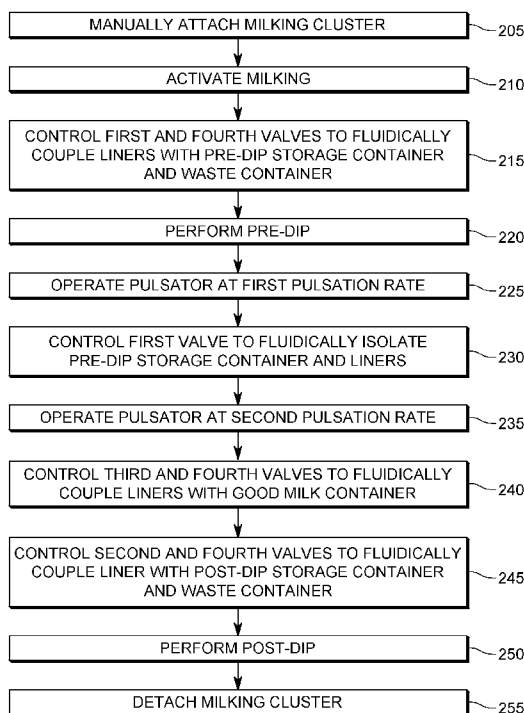 MANUALLY ATTACH MILKING CLUSTER
205
ACTIVATE MILKING
210
CONTROL FIRST AND FOURTH VALVES TO FLUIDICALLY
COUPLE LINERS WITH PRE-DIP STORAGE CONTAINER
AND WASTE CONTAINER
215
PERFORM PRE-DIP
220
OPERATE PULSATOR AT FIRST PULSATION RATE
225
CONTROL FIRST VALVE TO FLUIDICALLY ISOLATE
PRE-DIP STORAGE CONTAINER AND LINERS
230
OPERATE PULSATOR AT SECOND PULSATION RATE
235
CONTROL THIRD AND FOURTH VALVES TO FLUIDICALLY
COUPLE LINERS WITH GOOD MILK CONTAINER
240
CONTROL SECOND AND FOURTH VALVES TO FLUIDICALLY
COUPLE LINER WITH POST-DIP STORAGE CONTAINER
AND WASTE CONTAINER
245
PERFORM POST-DIP
250
DETACH MILKING CLUSTER
255